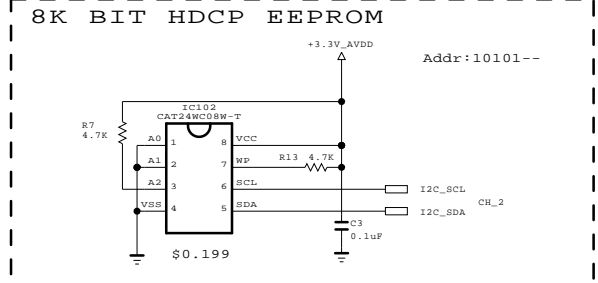 8K BIT HDCP EEPROM
+3.3V_AVDD
Addr:10101--
IC102
CAT24WC08W-T
R7
4.7K
A0 1 8 VCC
A1 2 7 WP R13 4.7K
A2 3 6 SCL I2C_SCL
VSS 4 5 SDA I2C_SDA
CH_2
C3
0.1uF
$0.199